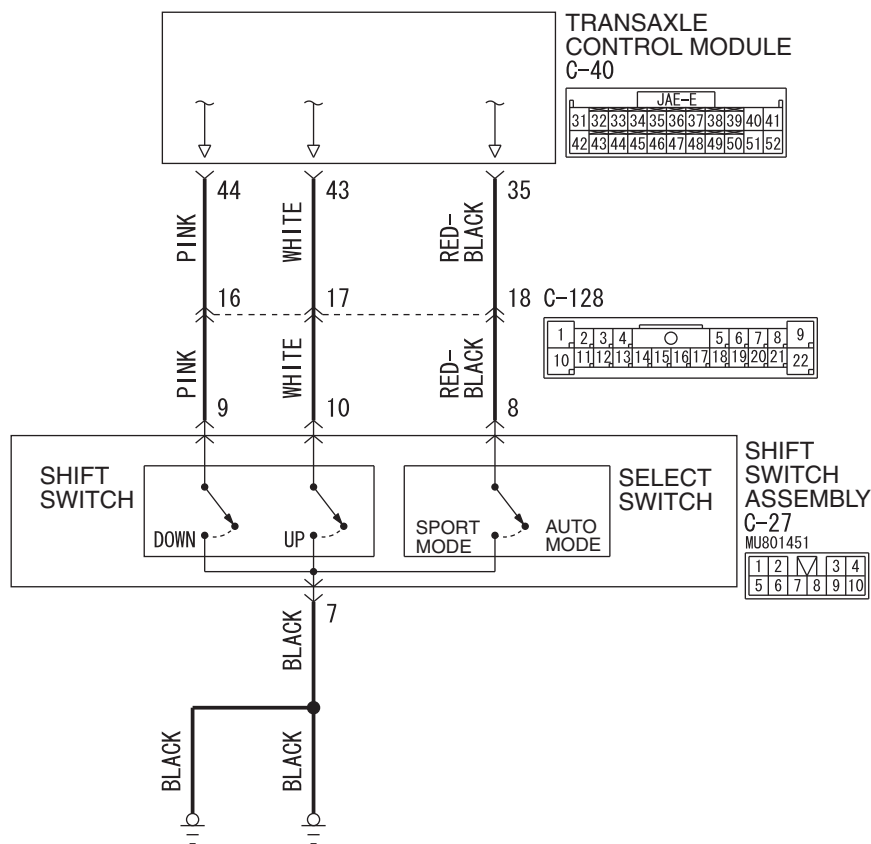 TRANSAXLE
CONTROL MODULE
C-40
JAE-E
31 32 33 34 35 36 37 38 39 40 41
42 43 44 45 46 47 48 49 50 51 52
44 43 35
PINK WHITE RED-
BLACK
16 17 18 C-128
1 2 3 4 5 6 7 8 9
10 11 12 13 14 15 16 17 18 19 20 21 22
PINK WHITE RED-
BLACK
9 10 8
SHIFT
SWITCH
DOWN UP
SPORT
MODE
AUTO
MODE
SELECT
SWITCH
SHIFT
SWITCH
ASSEMBLY
C-27
MU801451
1 2 3 4
5 6 7 8 9 10
7
BLACK
BLACK BLACK